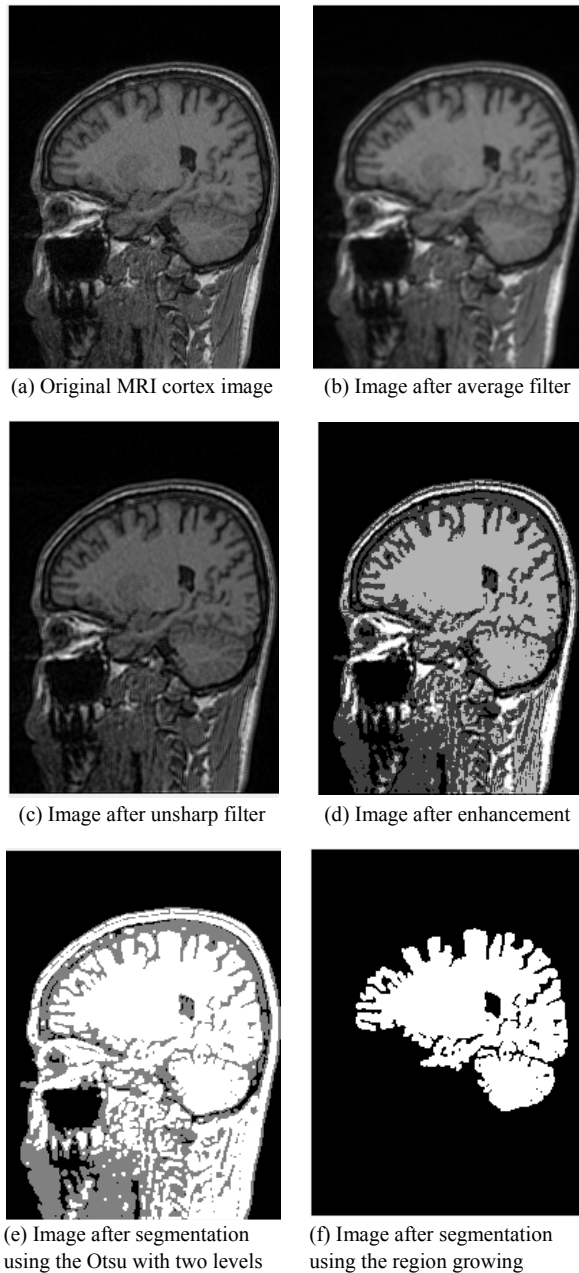 (a) Original MRI cortex image
(b) Image after average filter
(c) Image after unsharp filter
(d) Image after enhancement
(e) Image after segmentation
using the Otsu with two levels
(f) Image after segmentation
using the region growing